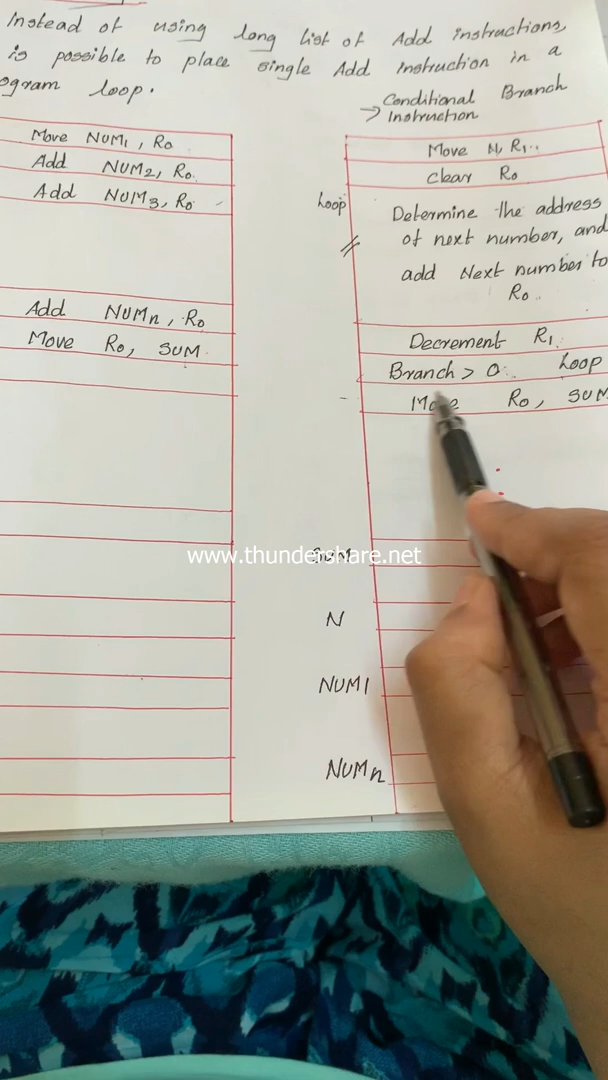 Instead of using long list of Add instructions,
is possible to place single Add Instruction in a
ogram loop.
→ Conditional Branch
Instruction
Move NUM1, R0
Add NUM2, R0
Add NUM3, R0
Add NUMn, R0
Move R0, SUM
Move N, R1
Clear R0
Loop
Determine the address
of next number, and
add Next number to
R0
Decrement R1
Branch > 0 Loop
Move R0, SUM
SUM
N
NUM1
NUMn
www.thundershare.net